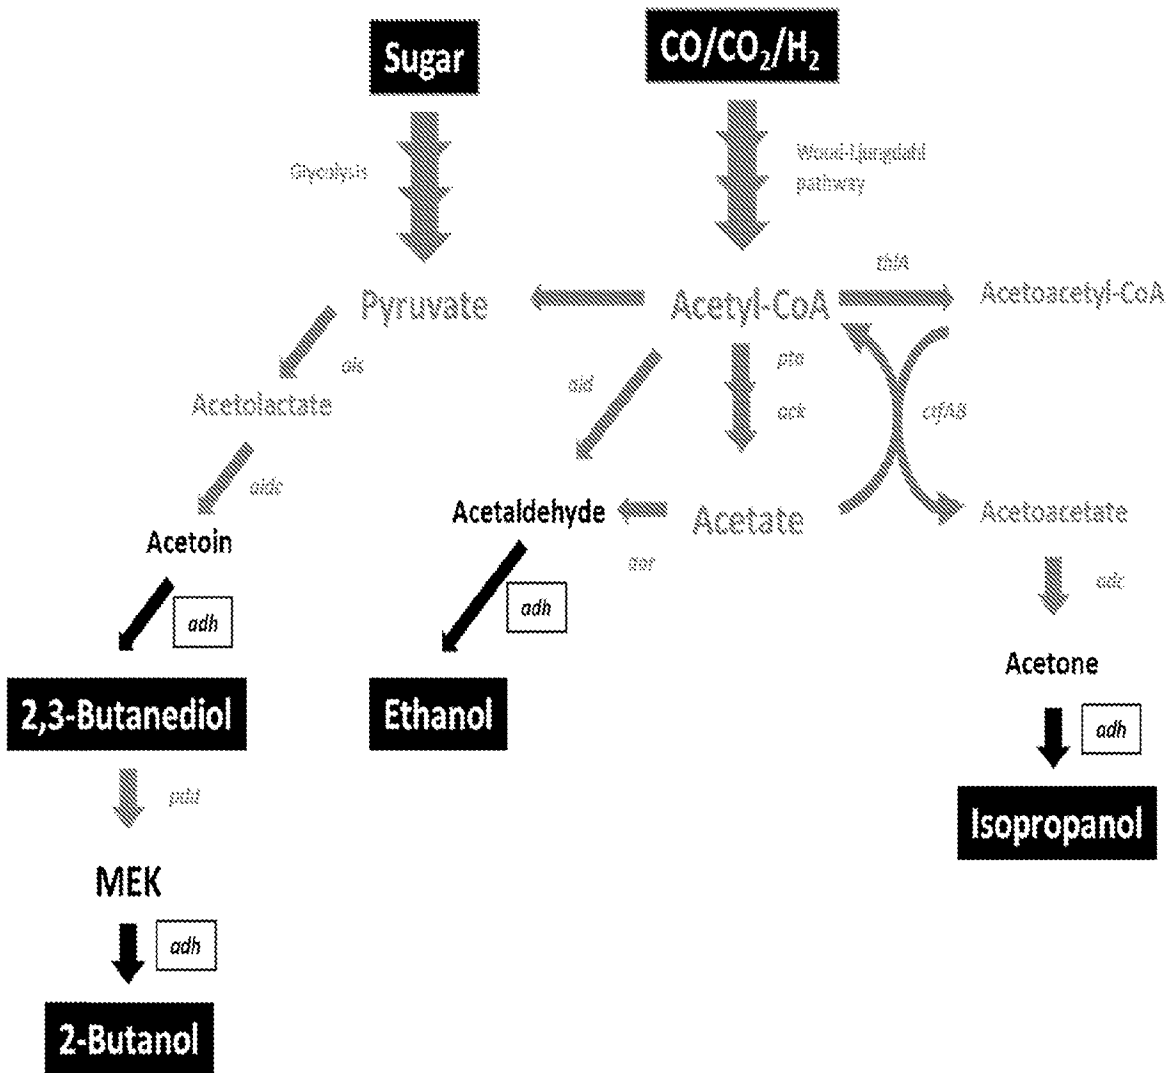 Sugar
CO/CO₂/H₂
Glycolysis
Wood-Ljungdahl
pathway
thlA
Pyruvate
Acetyl-CoA
Acetoacetyl-CoA
als
ald
pta
Acetolactate
ack
ctfAB
aldc
Acetaldehyde
Acetate
Acetoacetate
Acetoin
aor
adc
adh
adh
Acetone
2,3-Butanediol
Ethanol
adh
pdd
Isopropanol
MEK
adh
2-Butanol